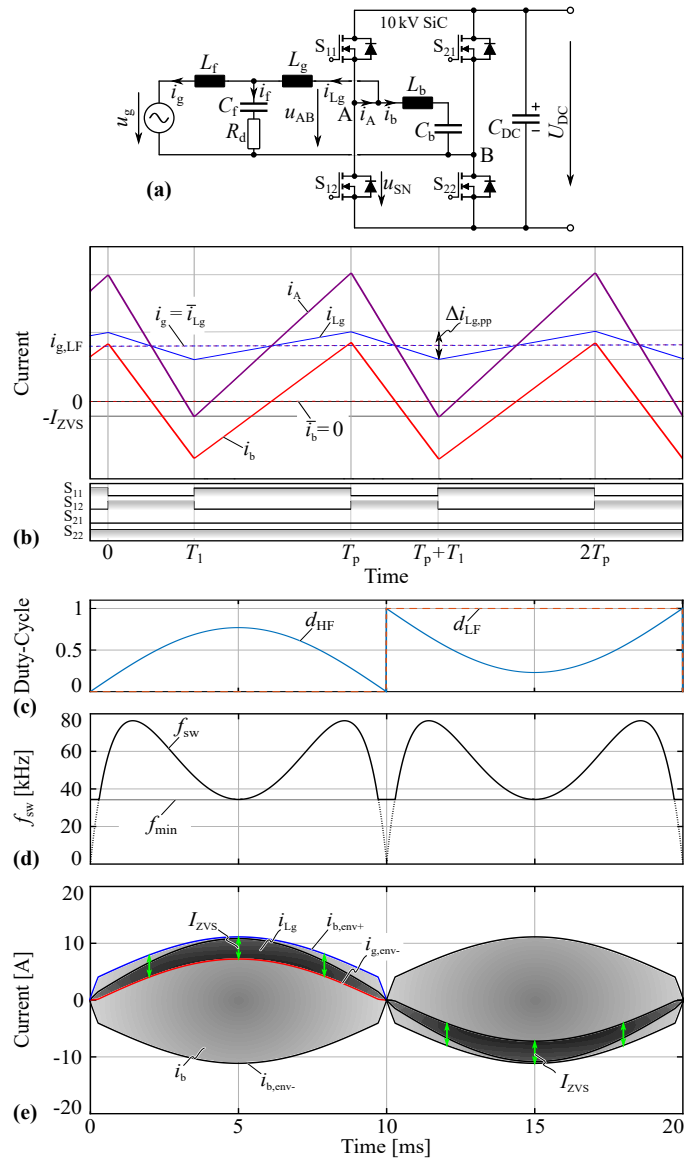 10 kV SiC
S11
S21
Lf
Lg
Lb
ig
if
iLg
Cf
A
iA
ib
ug
uAB
Rd
Cb
CDC
+
−
UDC
B
S12
uSN
S22
(a)
iA
ig = i̅Lg
iLg
ΔiLg,pp
ig,LF
Current
0
-IZVS
ib
i̅b=0
S11
S12
S21
S22
(b)
0
T1
Tp
Tp+T1
2Tp
Time
Duty-Cycle
1
0.5
0
dHF
dLF
(c)
fsw [kHz]
80
60
40
20
0
fsw
fmin
(d)
Current [A]
20
10
0
-10
-20
IZVS
iLg
ib,env+
ig,env-
ib
ib,env-
IZVS
(e)
0
5
10
15
20
Time [ms]